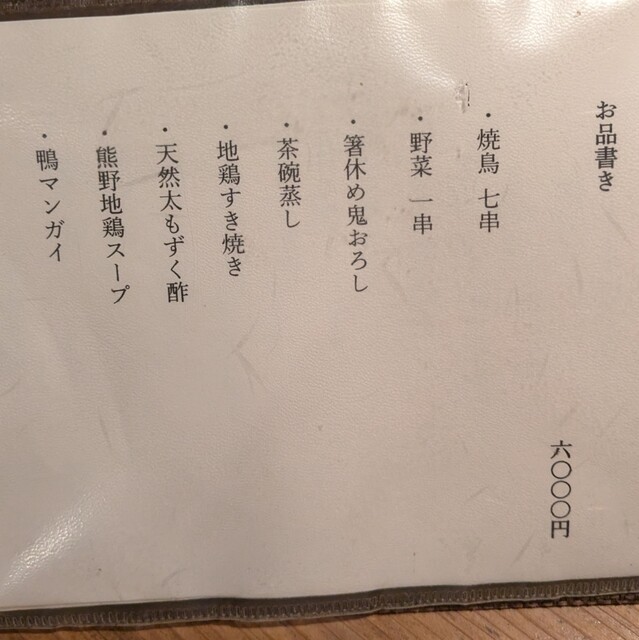 お品書き
六〇〇〇円
・焼鳥 七串
・野菜 一串
・箸休め鬼おろし
・茶碗蒸し
・地鶏すき焼き
・天然太もずく酢
・熊野地鶏スープ
・鴨マンガイ